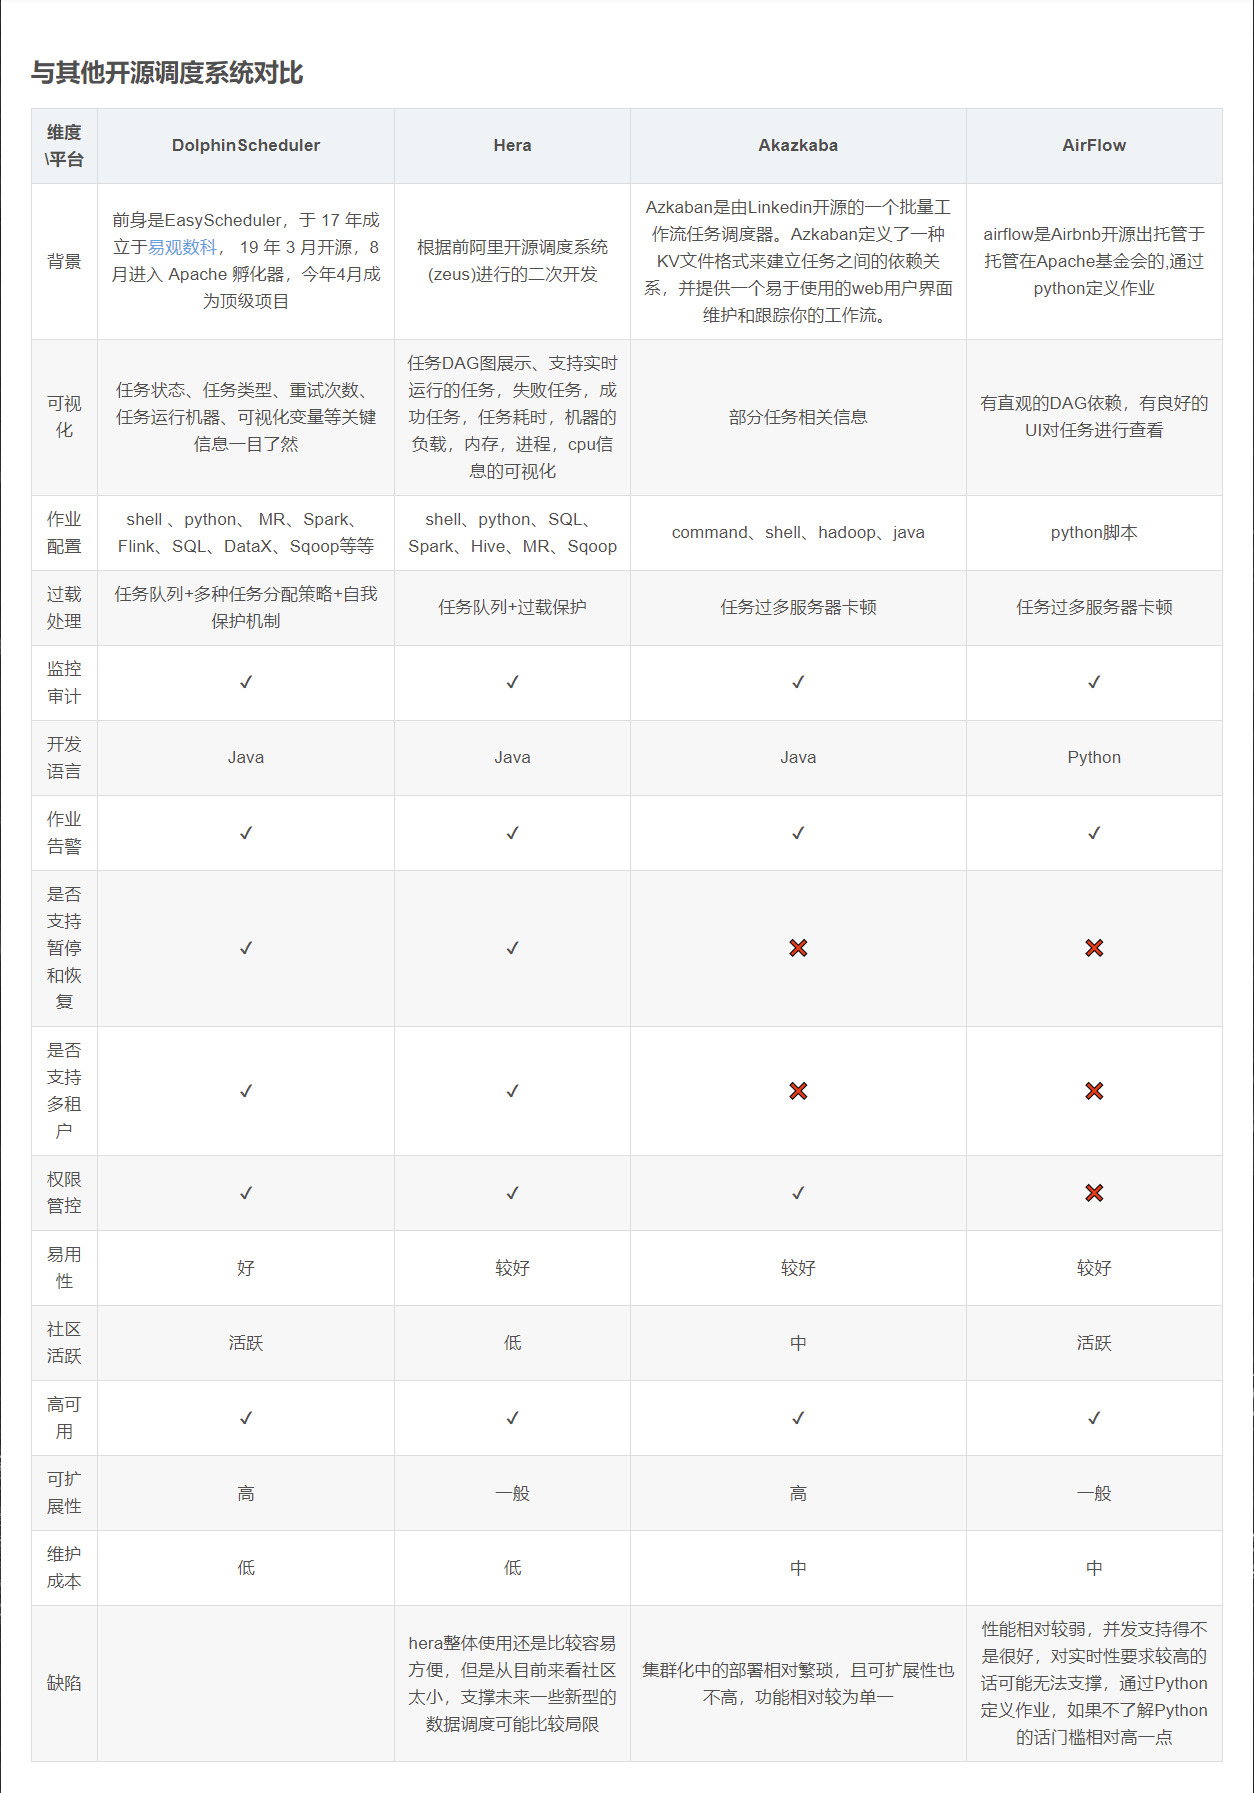 与其他开源调度系统对比
维度
\平台
DolphinScheduler
Hera
Akazkaba
AirFlow
背景
前身是EasyScheduler，于 17 年成
立于易观数科， 19 年 3 月开源，8
月进入 Apache 孵化器，今年4月成
为顶级项目
根据前阿里开源调度系统
(zeus)进行的二次开发
Azkaban是由Linkedin开源的一个批量工
作流任务调度器。Azkaban定义了一种
KV文件格式来建立任务之间的依赖关
系，并提供一个易于使用的web用户界面
维护和跟踪你的工作流。
airflow是Airbnb开源出托管于
托管在Apache基金会的,通过
python定义作业
可视
化
任务状态、任务类型、重试次数、
任务运行机器、可视化变量等关键
信息一目了然
任务DAG图展示、支持实时
运行的任务，失败任务，成
功任务，任务耗时，机器的
负载，内存，进程，cpu信
息的可视化
部分任务相关信息
有直观的DAG依赖，有良好的
UI对任务进行查看
作业
配置
shell 、python、 MR、Spark、
Flink、SQL、DataX、Sqoop等等
shell、python、SQL、
Spark、Hive、MR、Sqoop
command、shell、hadoop、java
python脚本
过载
处理
任务队列+多种任务分配策略+自我
保护机制
任务队列+过载保护
任务过多服务器卡顿
任务过多服务器卡顿
监控
审计
✓
✓
✓
✓
开发
语言
Java
Java
Java
Python
作业
告警
✓
✓
✓
✓
是否
支持
暂停
和恢
复
✓
✓
❌
❌
是否
支持
多租
户
✓
✓
❌
❌
权限
管控
✓
✓
✓
❌
易用
性
好
较好
较好
较好
社区
活跃
活跃
低
中
活跃
高可
用
✓
✓
✓
✓
可扩
展性
高
一般
高
一般
维护
成本
低
低
中
中
缺陷
hera整体使用还是比较容易
方便，但是从目前来看社区
太小，支撑未来一些新型的
数据调度可能比较局限
集群化中的部署相对繁琐，且可扩展性也
不高，功能相对较为单一
性能相对较弱，并发支持得不
是很好，对实时性要求较高的
话可能无法支撑，通过Python
定义作业，如果不了解Python
的话门槛相对高一点